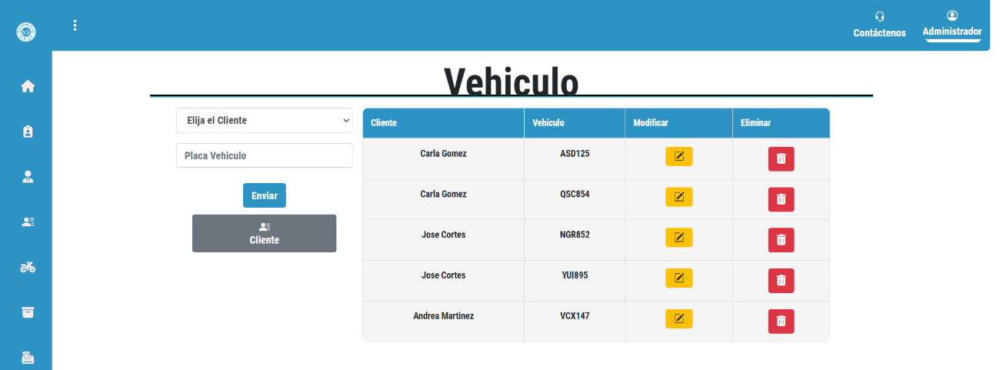 Contáctenos
Administrador
Vehiculo
Elija el Cliente
Placa Vehiculo
Enviar
Cliente
Cliente Vehiculo Modificar Eliminar
Carla Gomez ASD125
Carla Gomez QSC854
Jose Cortes NGR852
Jose Cortes YUI895
Andrea Martinez VCX147